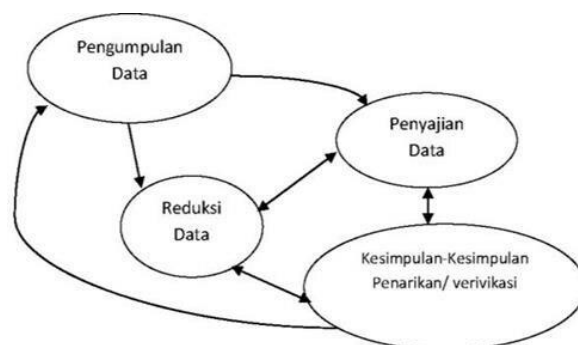 Pengumpulan
Data
Penyajian
Data
Reduksi
Data
Kesimpulan-Kesimpulan
Penarikan/ verivikasi